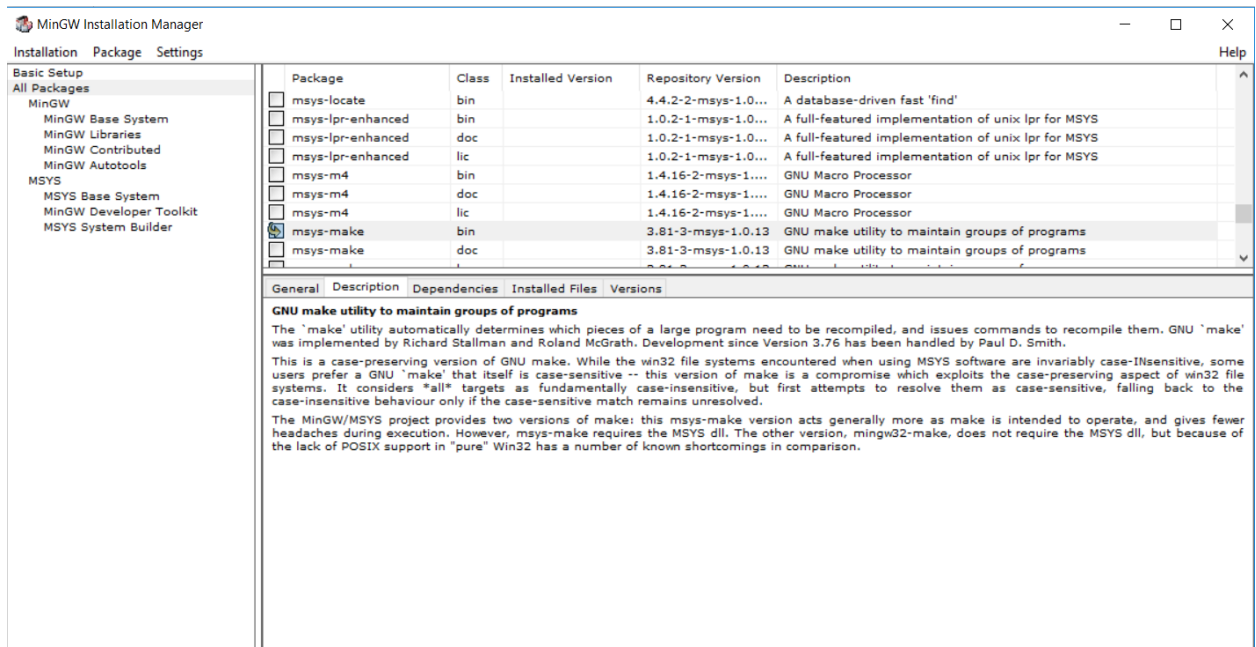 MinGW Installation Manager
Installation Package Settings Help
Basic Setup
All Packages
MinGW
MinGW Base System
MinGW Libraries
MinGW Contributed
MinGW Autotools
MSYS
MSYS Base System
MinGW Developer Toolkit
MSYS System Builder
Package Class Installed Version Repository Version Description
msys-locate bin 4.4.2-2-msys-1.0... A database-driven fast 'find'
msys-lpr-enhanced bin 1.0.2-1-msys-1.0... A full-featured implementation of unix lpr for MSYS
msys-lpr-enhanced doc 1.0.2-1-msys-1.0... A full-featured implementation of unix lpr for MSYS
msys-lpr-enhanced lic 1.0.2-1-msys-1.0... A full-featured implementation of unix lpr for MSYS
msys-m4 bin 1.4.16-2-msys-1.... GNU Macro Processor
msys-m4 doc 1.4.16-2-msys-1.... GNU Macro Processor
msys-m4 lic 1.4.16-2-msys-1.... GNU Macro Processor
msys-make bin 3.81-3-msys-1.0.13 GNU make utility to maintain groups of programs
msys-make doc 3.81-3-msys-1.0.13 GNU make utility to maintain groups of programs
General Description Dependencies Installed Files Versions
GNU make utility to maintain groups of programs
The `make' utility automatically determines which pieces of a large program need to be recompiled, and issues commands to recompile them. GNU `make'
was implemented by Richard Stallman and Roland McGrath. Development since Version 3.76 has been handled by Paul D. Smith.
This is a case-preserving version of GNU make. While the win32 file systems encountered when using MSYS software are invariably case-INsensitive, some
users prefer a GNU `make' that itself is case-sensitive -- this version of make is a compromise which exploits the case-preserving aspect of win32 file
systems. It considers *all* targets as fundamentally case-insensitive, but first attempts to resolve them as case-sensitive, falling back to the
case-insensitive behaviour only if the case-sensitive match remains unresolved.
The MinGW/MSYS project provides two versions of make: this msys-make version acts generally more as make is intended to operate, and gives fewer
headaches during execution. However, msys-make requires the MSYS dll. The other version, mingw32-make, does not require the MSYS dll, but because of
the lack of POSIX support in "pure" Win32 has a number of known shortcomings in comparison.